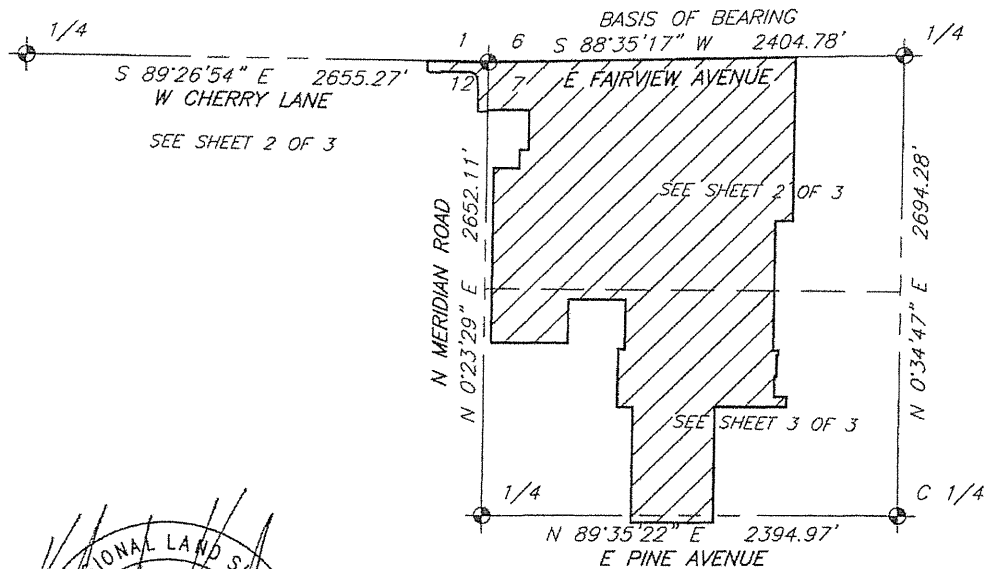 1/4
BASIS OF BEARING
1/4
1 6 S 88°35'17" W 2404.78'
S 89°26'54" E 2655.27'
12 7 E FAIRVIEW AVENUE
W CHERRY LANE
SEE SHEET 2 OF 3
SEE SHEET 2 OF 3
N MERIDIAN ROAD
N 0°23'29" E 2652.11'
N 0°34'47" E 2694.28'
SEE SHEET 3 OF 3
1/4
C 1/4
N 89°35'22" E 2394.97'
E PINE AVENUE
IONAL LAND S